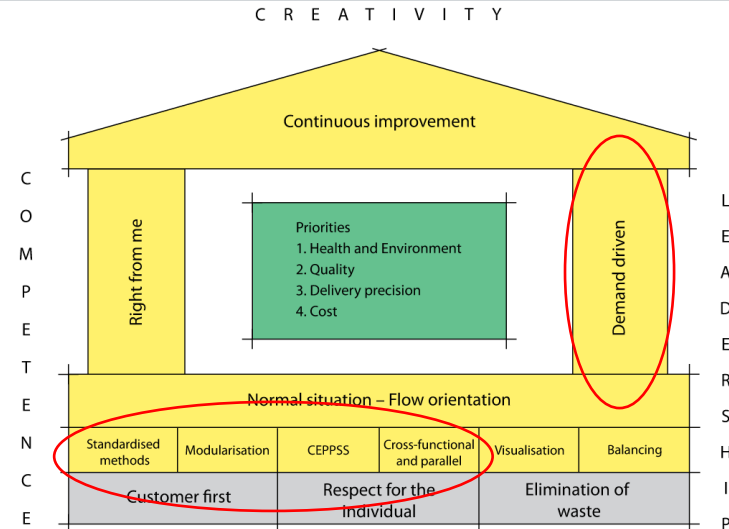 C R E A T I V I T Y
Continuous improvement
C O M P E T E N C E
Right from me
Priorities
1. Health and Environment
2. Quality
3. Delivery precision
4. Cost
Demand driven
L E A D E R S H I P
Normal situation – Flow orientation
Standardised
methods
Modularisation
CEPPSS
Cross-functional
and parallel
Visualisation
Balancing
Customer first
Respect for the
Individual
Elimination of
waste